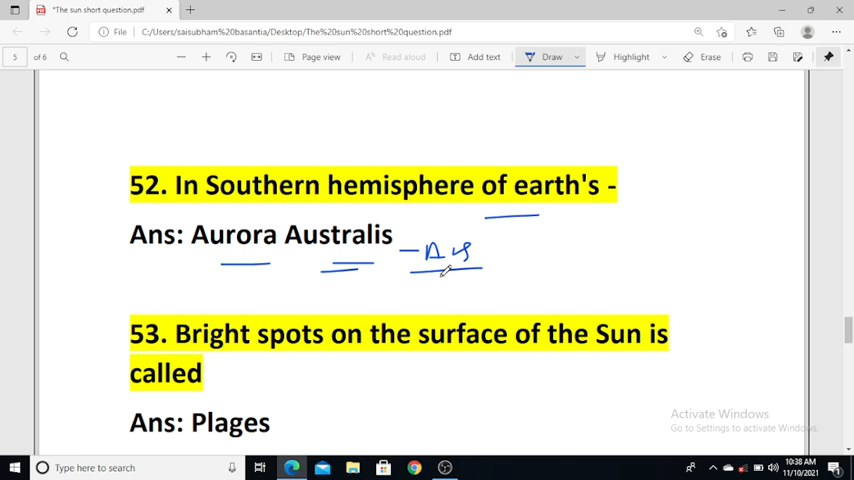 *The sun short question.pdf
File
C:/Users/saisubham%20basantia/Desktop/The%20sun%20short%20question.pdf
5 of 6 Page view Read aloud Add text Draw Highlight Erase
52. In Southern hemisphere of earth's -
Ans: Aurora Australis
53. Bright spots on the surface of the Sun is
called
Ans: Plages
Activate Windows
Go to Settings to activate Windows.
Type here to search
10:38 AM
11/10/2021